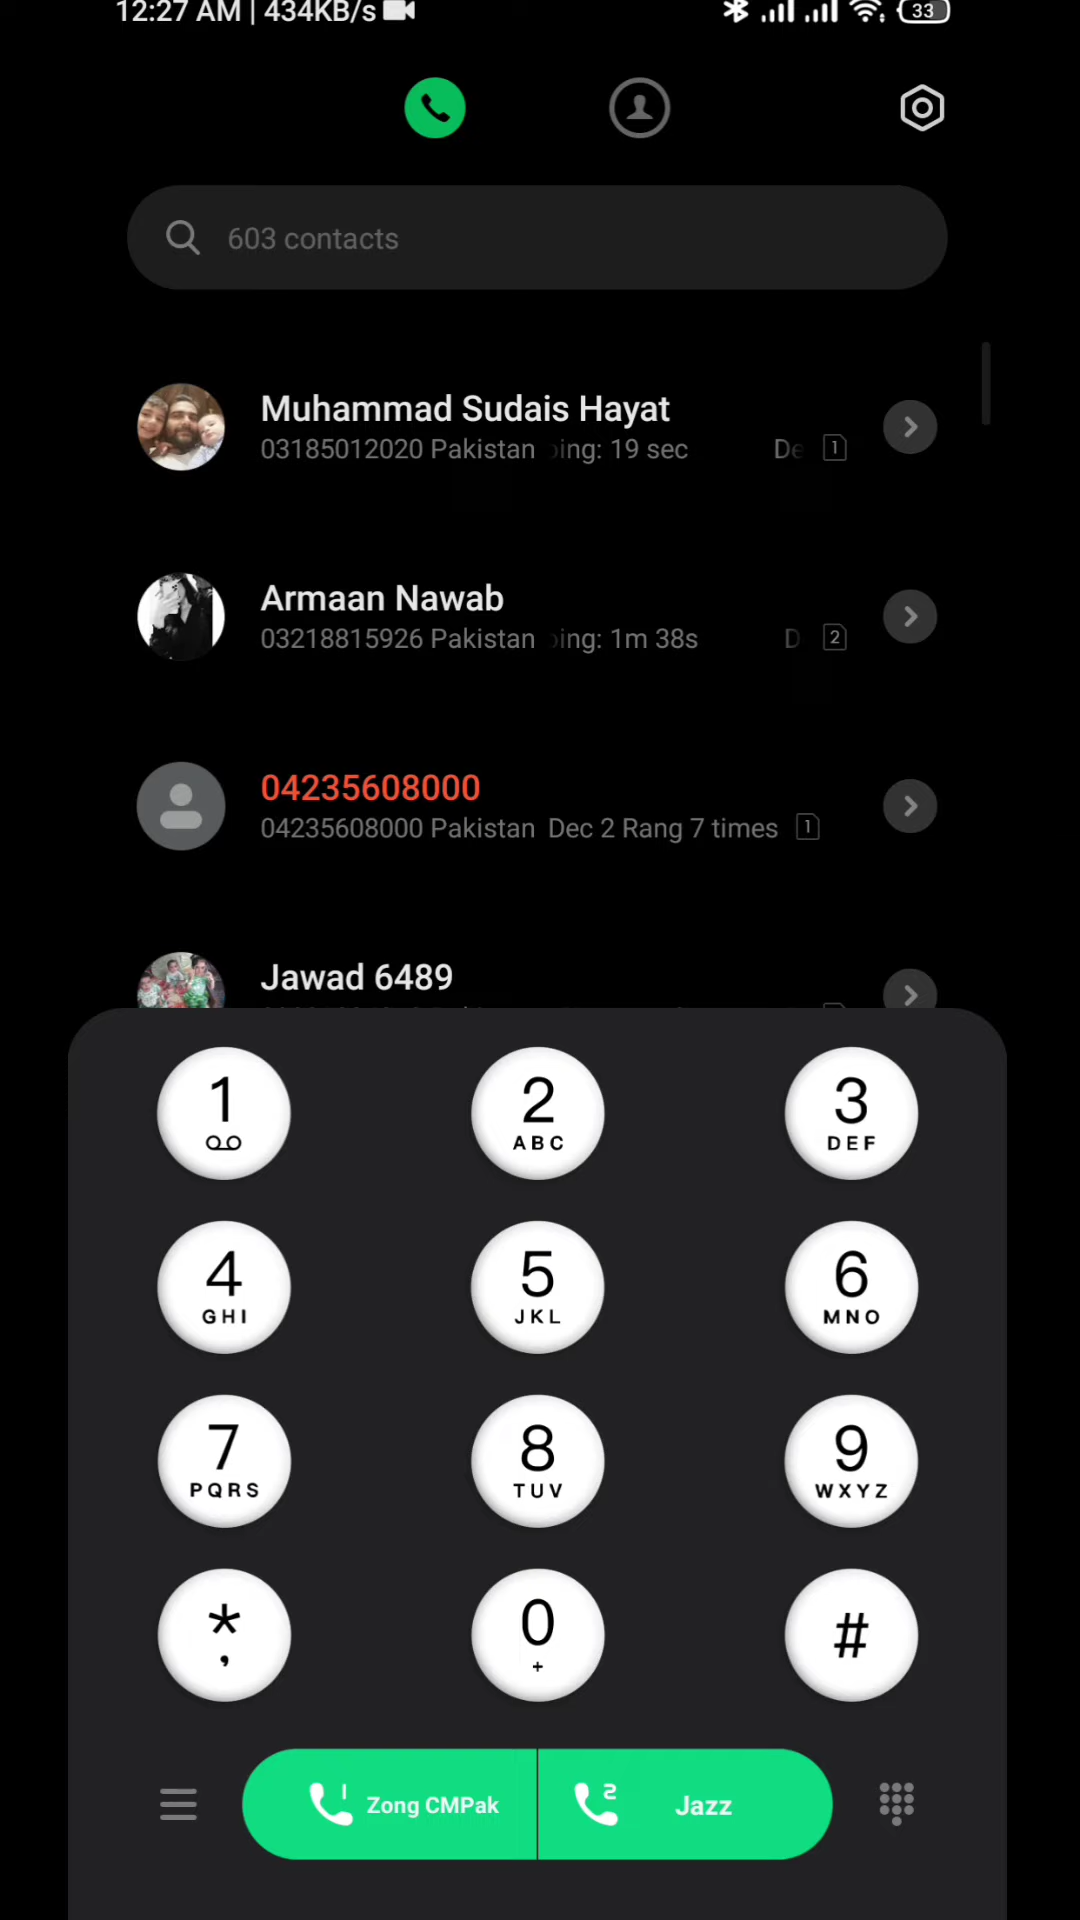 12:27 AM | 434KB/s
33
603 contacts
Muhammad Sudais Hayat
03185012020 Pakistan
19 sec
1
Armaan Nawab
03218815926 Pakistan
1m 38s
2
04235608000
04235608000 Pakistan Dec 2 Rang 7 times 1
Jawad 6489
1
2 ABC
3 DEF
4 GHI
5 JKL
6 MNO
7 PQRS
8 TUV
9 WXYZ
* ,
0 +
#
1 Zong CMPak
2 Jazz